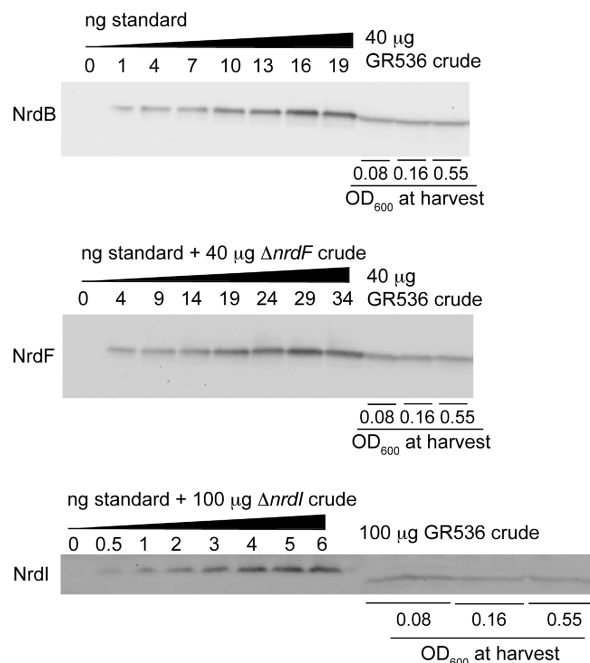 ng standard
40 μg
GR536 crude
0 1 4 7 10 13 16 19
NrdB
0.08 0.16 0.55
OD600 at harvest
ng standard + 40 μg ΔnrdF crude
40 μg
GR536 crude
0 4 9 14 19 24 29 34
NrdF
0.08 0.16 0.55
OD600 at harvest
ng standard + 100 μg ΔnrdI crude
100 μg GR536 crude
0 0.5 1 2 3 4 5 6
NrdI
0.08 0.16 0.55
OD600 at harvest